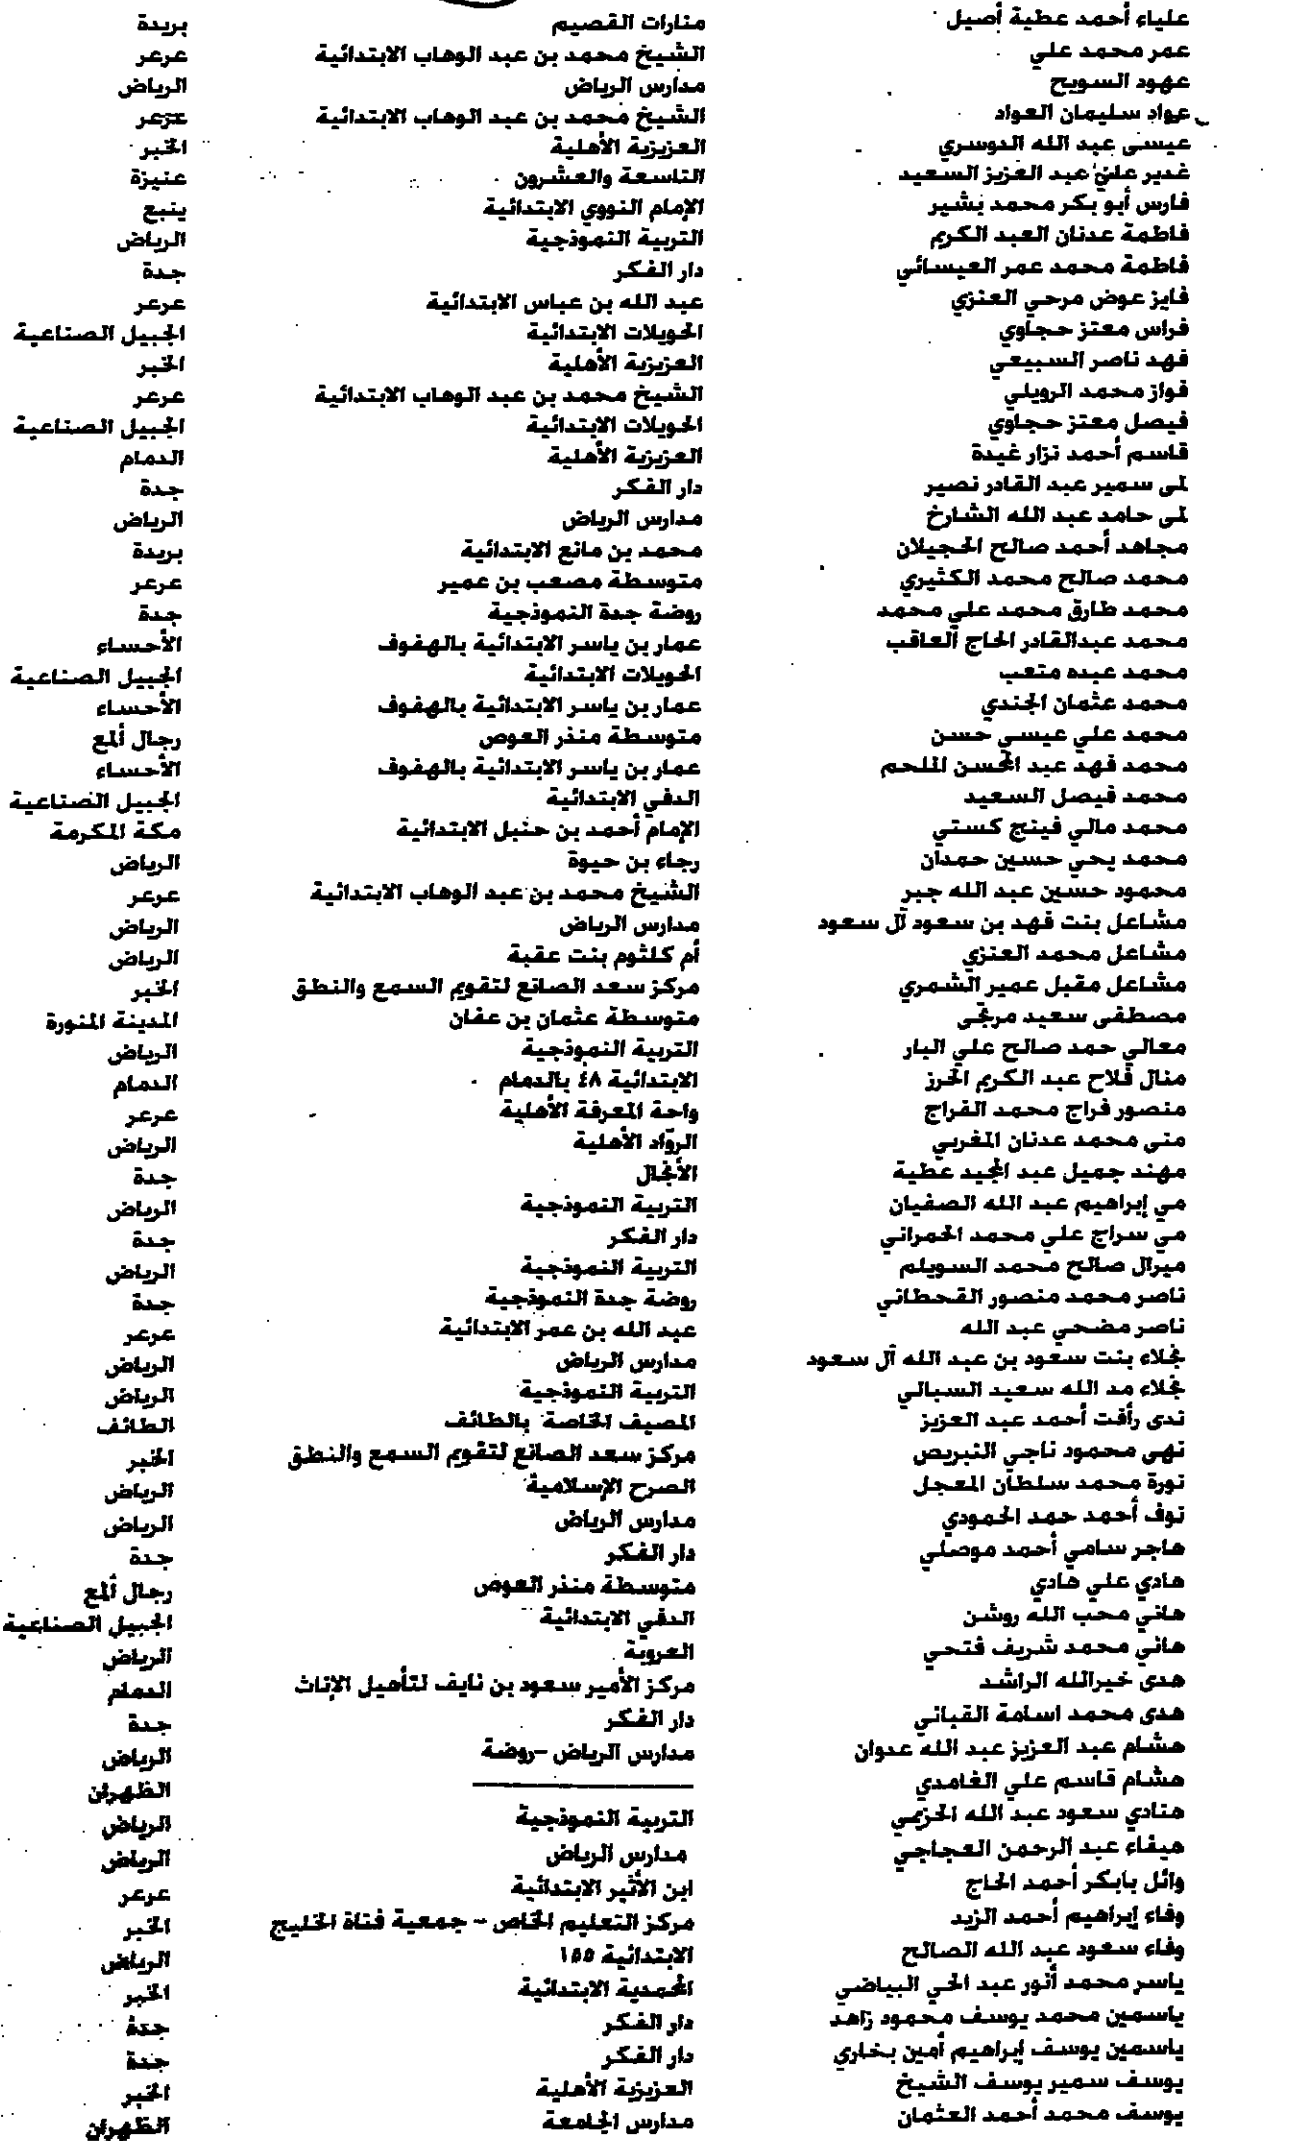 علياء أحمد عطية أصيل منارات القصيم بريدة
عمر محمد علي الشيخ محمد بن عبد الوهاب الابتدائية عرعر
عهود السويح مدارس الرياض الرياض
عواد سليمان العواد الشيخ محمد بن عبد الوهاب الابتدائية عرعر
عيسى عبد الله الدوسري العزيزية الأهلية الخبر
غدير علي عبد العزيز السعيد التاسعة والعشرون عنيزة
فارس أبو بكر محمد بشير الإمام النووي الابتدائية ينبع
فاطمة عدنان العبد الكريم التربية النموذجية الرياض
فاطمة محمد عمر العيسائي دار الفكر جدة
فايز عوض مرحي العنزي عبد الله بن عباس الابتدائية عرعر
فراس معتز حجاوي الحويلات الابتدائية الجبيل الصناعية
فهد ناصر السبيعي العزيزية الأهلية الخبر
فواز محمد الرويلي الشيخ محمد بن عبد الوهاب الابتدائية عرعر
فيصل معتز حجاوي الحويلات الابتدائية الجبيل الصناعية
قاسم أحمد نزار غيدة العزيزية الأهلية الدمام
لمى سمير عبد القادر نصير دار الفكر جدة
لمى حامد عبد الله الشارخ مدارس الرياض الرياض
مجاهد أحمد صالح الحجيلان محمد بن مانع الابتدائية بريدة
محمد صالح محمد الكثيري متوسطة مصعب بن عمير عرعر
محمد طارق محمد علي محمد روضة جدة النموذجية جدة
محمد عبدالقادر الحاج العاقب عمار بن ياسر الابتدائية بالهفوف الأحساء
محمد عبده متعب الحويلات الابتدائية الجبيل الصناعية
محمد عثمان الجندي عمار بن ياسر الابتدائية بالهفوف الأحساء
محمد علي عيسى حسن متوسطة منذر العوص رجال ألمع
محمد فهد عبد المحسن الملحم عمار بن ياسر الابتدائية بالهفوف الأحساء
محمد فيصل السعيد الدفي الابتدائية الجبيل الصناعية
محمد مالي فينج كستي الإمام أحمد بن حنبل الابتدائية مكة المكرمة
محمد يحي حسين حمدان رجاء بن حيوة الرياض
محمود حسين عبد الله جبر الشيخ محمد بن عبد الوهاب الابتدائية عرعر
مشاعل بنت فهد بن سعود آل سعود مدارس الرياض الرياض
مشاعل محمد العنزي أم كلثوم بنت عقبة الرياض
مشاعل مقبل عمير الشمري مركز سعد الصانع لتقويم السمع والنطق الخبر
مصطفى سعيد مرجى متوسطة عثمان بن عفان المدينة المنورة
معالي حمد صالح علي البار التربية النموذجية الرياض
منال فلاح عبد الكريم الحرز الابتدائية ٤٨ بالدمام الدمام
منصور فراج محمد الفراج واحة المعرفة الأهلية عرعر
منى محمد عدنان المغربي الروّاد الأهلية الرياض
مهند جميل عبد المجيد عطية الأنجال جدة
مي إبراهيم عبد الله الصفيان التربية النموذجية الرياض
مي سراج علي محمد الحمراني دار الفكر جدة
ميرال صالح محمد السويلم التربية النموذجية الرياض
ناصر محمد منصور القحطاني روضة جدة النموذجية جدة
ناصر مضحي عبد الله عبد الله بن عمر الابتدائية عرعر
نجلاء بنت سعود بن عبد الله آل سعود مدارس الرياض الرياض
نجلاء مد الله سعيد السبالي التربية النموذجية الرياض
ندى رأفت أحمد عبد العزيز المصيف الخاصة بالطائف الطائف
نهى محمود ناجي النبريص مركز سعد الصانع لتقويم السمع والنطق الخبر
نورة محمد سلطان المعجل الصرح الإسلامية الرياض
نوف أحمد حمد الحمودي مدارس الرياض الرياض
هاجر سامي أحمد موصلي دار الفكر جدة
هادي علي هادي متوسطة منذر العوص رجال ألمع
هاني محب الله روشن الدفي الابتدائية الجبيل الصناعية
هاني محمد شريف فتحي العروبة الرياض
هدى خيرالله الراشد مركز الأمير سعود بن نايف لتأهيل الإناث الدمام
هدى محمد اسامة القباني دار الفكر جدة
هشام عبد العزيز عبد الله عدوان مدارس الرياض –روضة الرياض
هشام قاسم علي الغامدي ــــــــــــــــ الظهران
هنادي سعود عبد الله الحزيمي التربية النموذجية الرياض
هيفاء عبد الرحمن العجاجي مدارس الرياض الرياض
وائل بابكر أحمد الحاج ابن الأثير الابتدائية عرعر
وفاء إبراهيم أحمد الزيد مركز التعليم الخاص – جمعية فتاة الخليج الخبر
وفاء سعود عبد الله الصالح الابتدائية ١٥٥ الرياض
ياسر محمد أنور عبد الحي البياضي المحمدية الابتدائية الخبر
ياسمين محمد يوسف محمود زاهد دار الفكر جدة
ياسمين يوسف إبراهيم أمين بخاري دار الفكر جدة
يوسف سمير يوسف الشيخ العزيزية الأهلية الخبر
يوسف محمد أحمد العثمان مدارس الجامعة الظهران